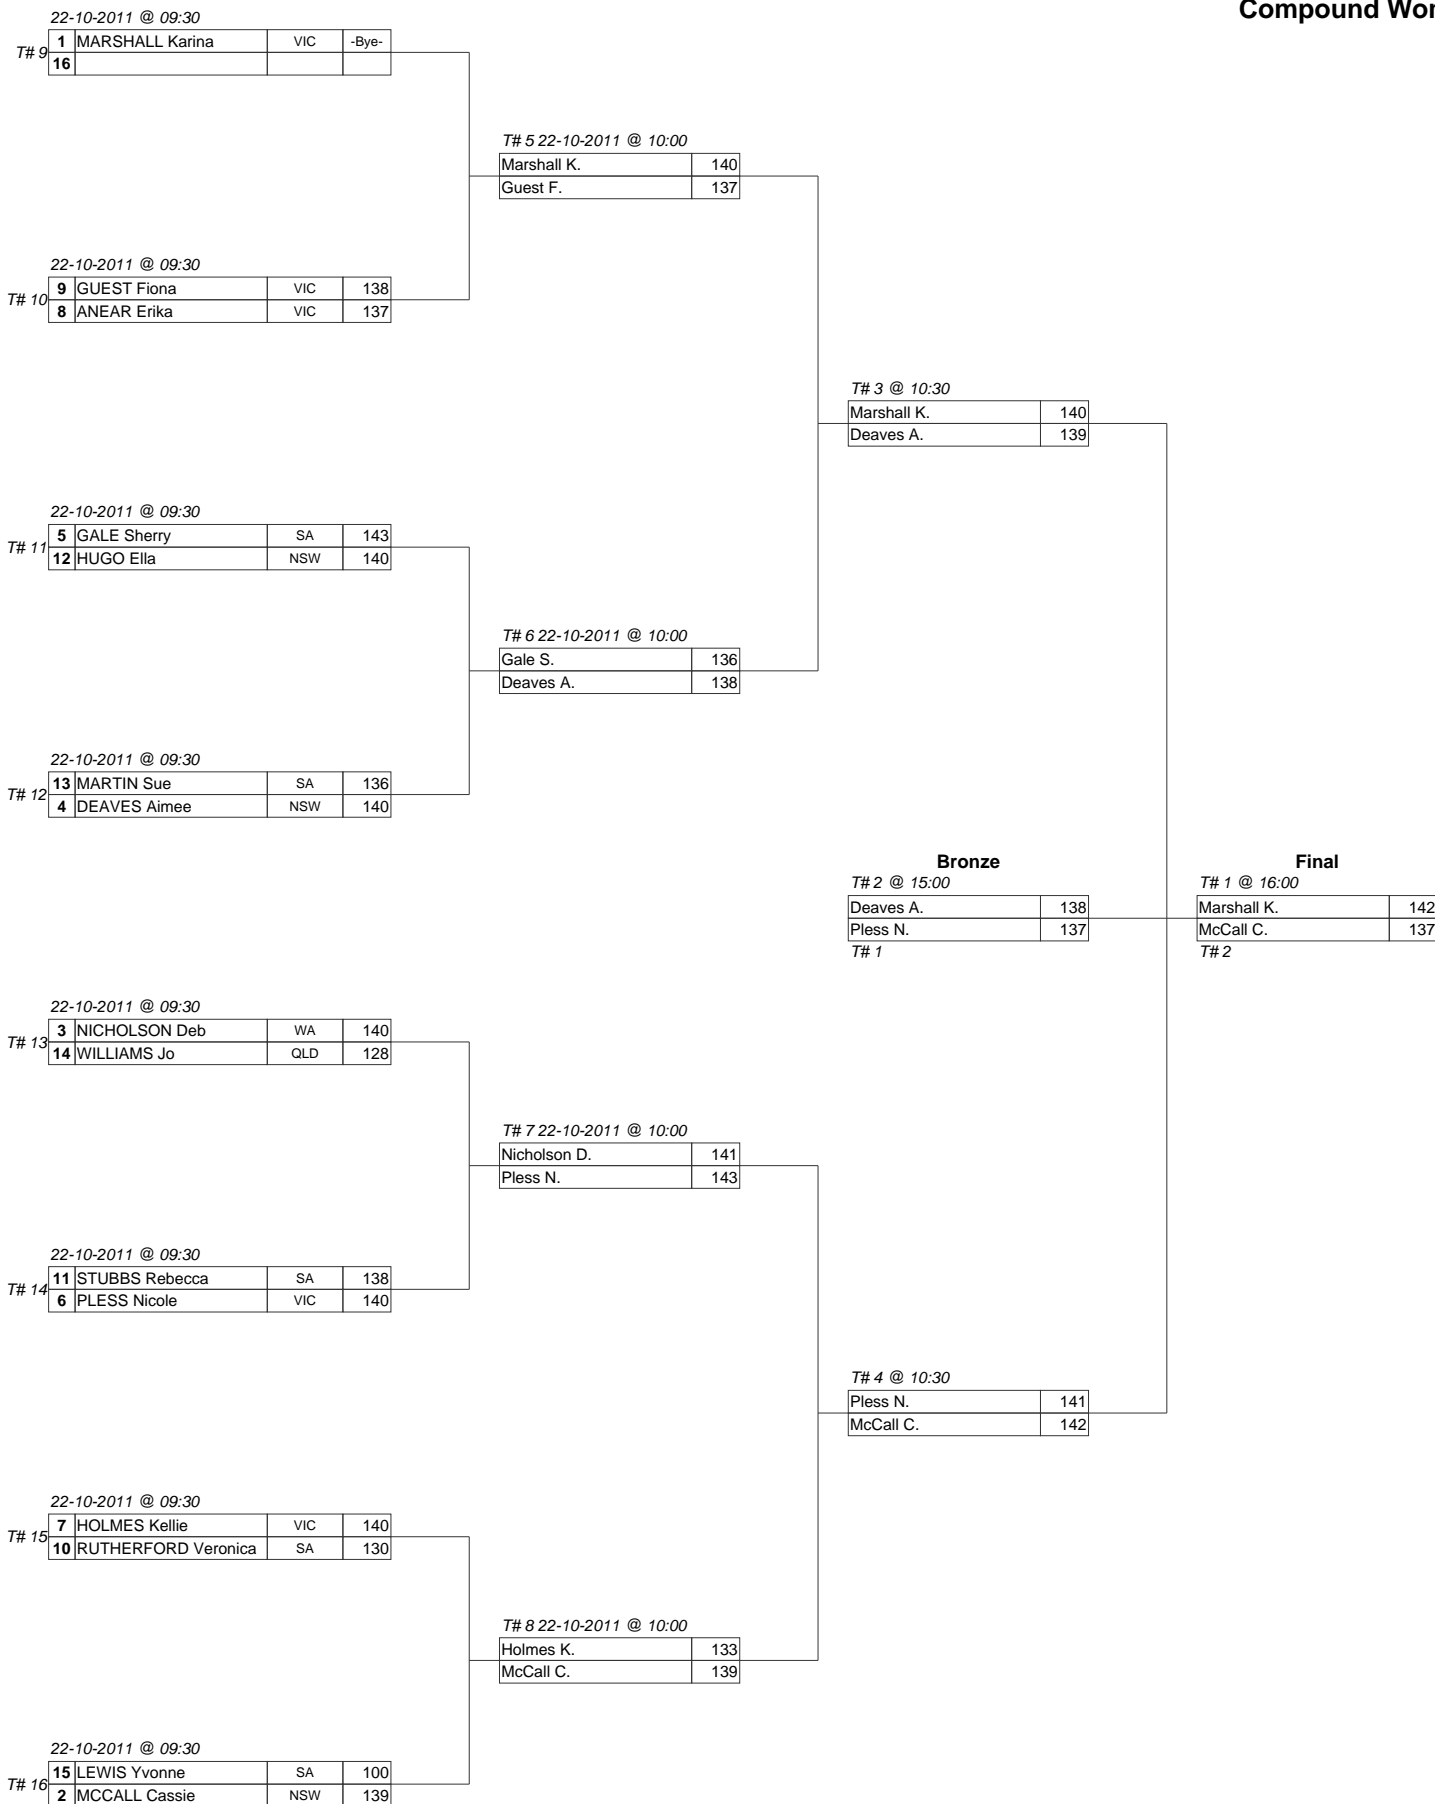 Compound Wom
22-10-2011 @ 09:30
T# 9
1 MARSHALL Karina VIC -Bye-
16
T# 5 22-10-2011 @ 10:00
Marshall K. 140
Guest F. 137
22-10-2011 @ 09:30
T# 10
9 GUEST Fiona VIC 138
8 ANEAR Erika VIC 137
T# 3 @ 10:30
Marshall K. 140
Deaves A. 139
22-10-2011 @ 09:30
T# 11
5 GALE Sherry SA 143
12 HUGO Ella NSW 140
T# 6 22-10-2011 @ 10:00
Gale S. 136
Deaves A. 138
22-10-2011 @ 09:30
T# 12
13 MARTIN Sue SA 136
4 DEAVES Aimee NSW 140
Bronze
T# 2 @ 15:00
Deaves A. 138
Pless N. 137
T# 1
Final
T# 1 @ 16:00
Marshall K. 142
McCall C. 137
T# 2
22-10-2011 @ 09:30
T# 13
3 NICHOLSON Deb WA 140
14 WILLIAMS Jo QLD 128
T# 7 22-10-2011 @ 10:00
Nicholson D. 141
Pless N. 143
22-10-2011 @ 09:30
T# 14
11 STUBBS Rebecca SA 138
6 PLESS Nicole VIC 140
T# 4 @ 10:30
Pless N. 141
McCall C. 142
22-10-2011 @ 09:30
T# 15
7 HOLMES Kellie VIC 140
10 RUTHERFORD Veronica SA 130
T# 8 22-10-2011 @ 10:00
Holmes K. 133
McCall C. 139
22-10-2011 @ 09:30
T# 16
15 LEWIS Yvonne SA 100
2 MCCALL Cassie NSW 139